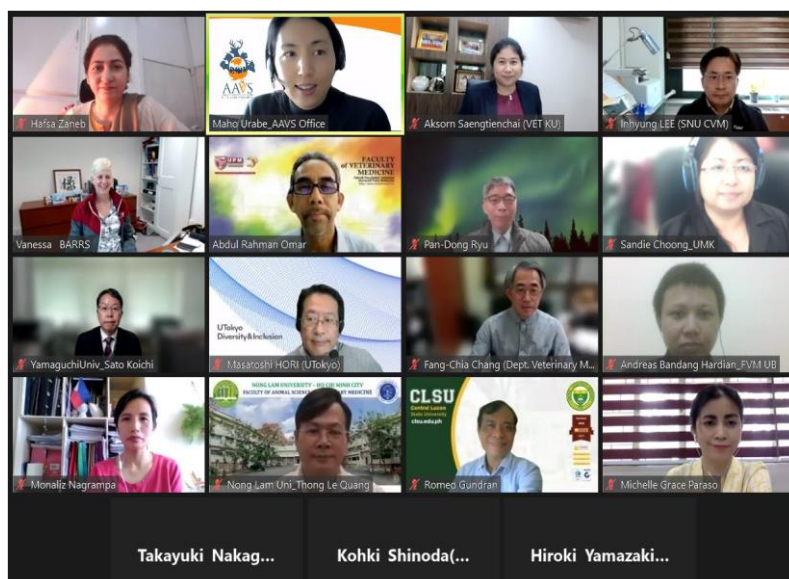 Hafsa Zaneb
AAVS
Maho Urabe_AAVS Office
Aksorn Saengtienchai (VET KU)
Inhyung LEE (SNU CVM)
Vanessa BARRS
UPM
FACULTY
of VETERINARY
MEDICINE
Abdul Rahman Omar
Pan-Dong Ryu
Sandie Choong_UMK
YamaguchiUniv_Sato Koichi
UTokyo
Diversity&Inclusion
Masatoshi HORI (UTokyo)
Fang-Chia Chang (Dept. Veterinary M...
Andreas Bandang Hardian_FVM UB
Monaliz Nagrampa
NONG LAM UNIVERSITY - HO CHI MINH CITY
FACULTY OF ANIMAL SCIENCE VETERINARY MEDICINE
Nong Lam Uni_Thong Le Quang
CLSU
Central Luzon
State University
clsu.edu.ph
Romeo Gundran
Michelle Grace Paraso
Takayuki Nakag...
Kohki Shinoda(...
Hiroki Yamazaki...